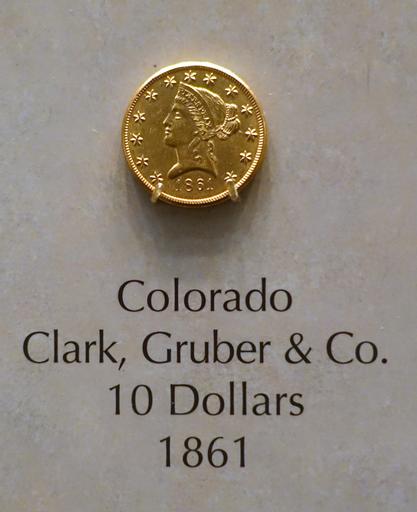 1861
Colorado
Clark, Gruber & Co.
10 Dollars
1861